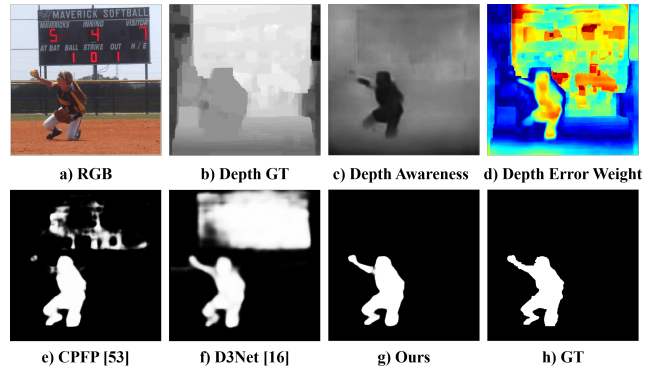 MAVERICK SOFTBALL
MAVERICKS INNING VISITOR
5 4 7
AT BAT BALL STRIKE OUT H / E
1 0 1
a) RGB
b) Depth GT
c) Depth Awareness
d) Depth Error Weight
e) CPFP [53]
f) D3Net [16]
g) Ours
h) GT